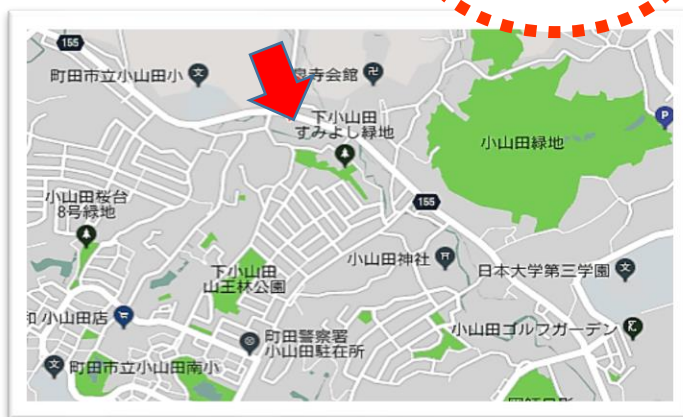 155
町田市立小山田小
良寺会館
下小山田
すみよし緑地
小山田緑地
P
小山田桜台
8号緑地
155
下小山田
山王林公園
小山田神社
日本大学第三学園
小山田店
町田警察署
小山田駐在所
小山田ゴルフガーデン
町田市立小山田南小